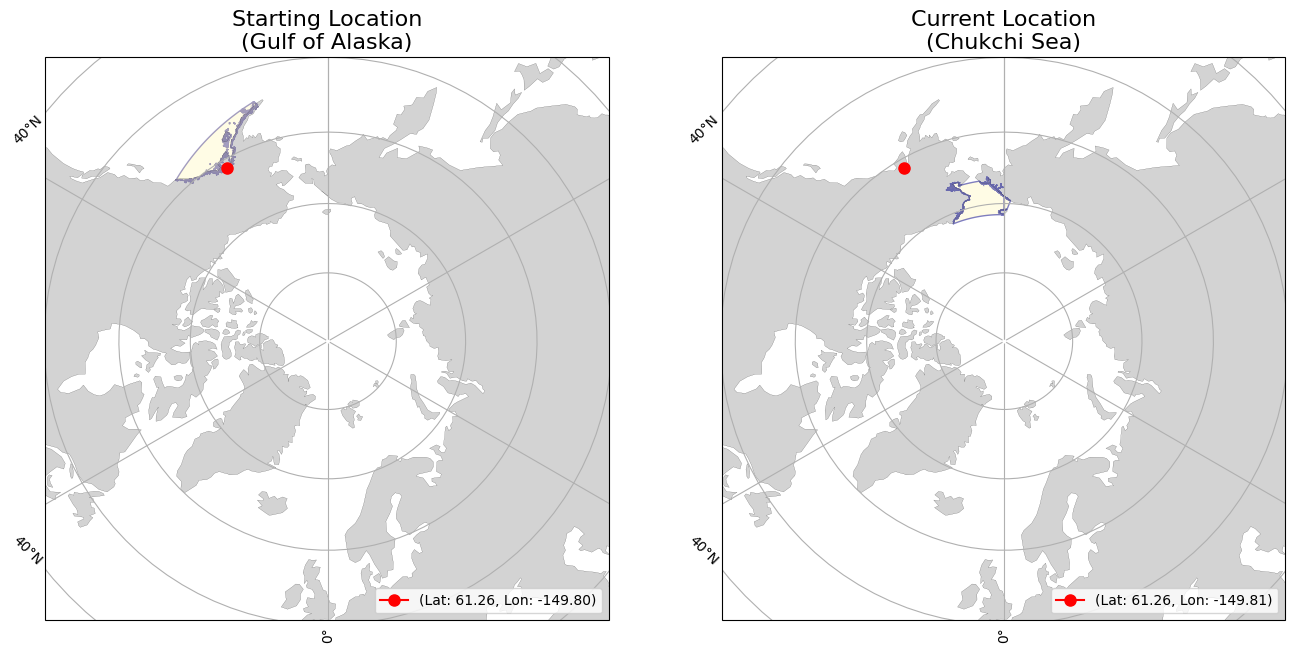 Starting Location
(Gulf of Alaska)
40°N
40°N
0°
(Lat: 61.26, Lon: -149.80)
Current Location
(Chukchi Sea)
40°N
40°N
0°
(Lat: 61.26, Lon: -149.81)